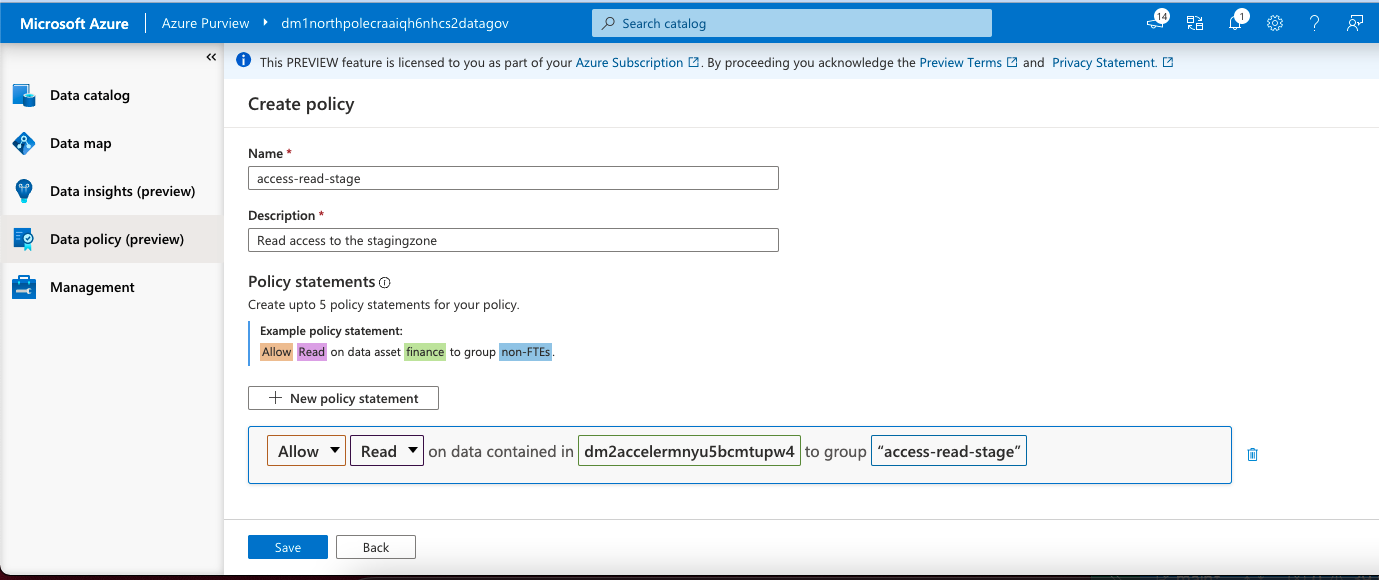 Microsoft Azure | Azure Purview ▸ dm1northpolecraaiqh6nhcs2datagov Search catalog 14 1
«
This PREVIEW feature is licensed to you as part of your Azure Subscription. By proceeding you acknowledge the Preview Terms and Privacy Statement.
Data catalog
Data map
Data insights (preview)
Data policy (preview)
Management
Create policy
Name *
access-read-stage
Description *
Read access to the stagingzone
Policy statements
Create upto 5 policy statements for your policy.
Example policy statement:
Allow Read on data asset finance to group non-FTEs.
+ New policy statement
Allow Read on data contained in dm2accelermnyu5bcmtupw4 to group “access-read-stage”
Save Back